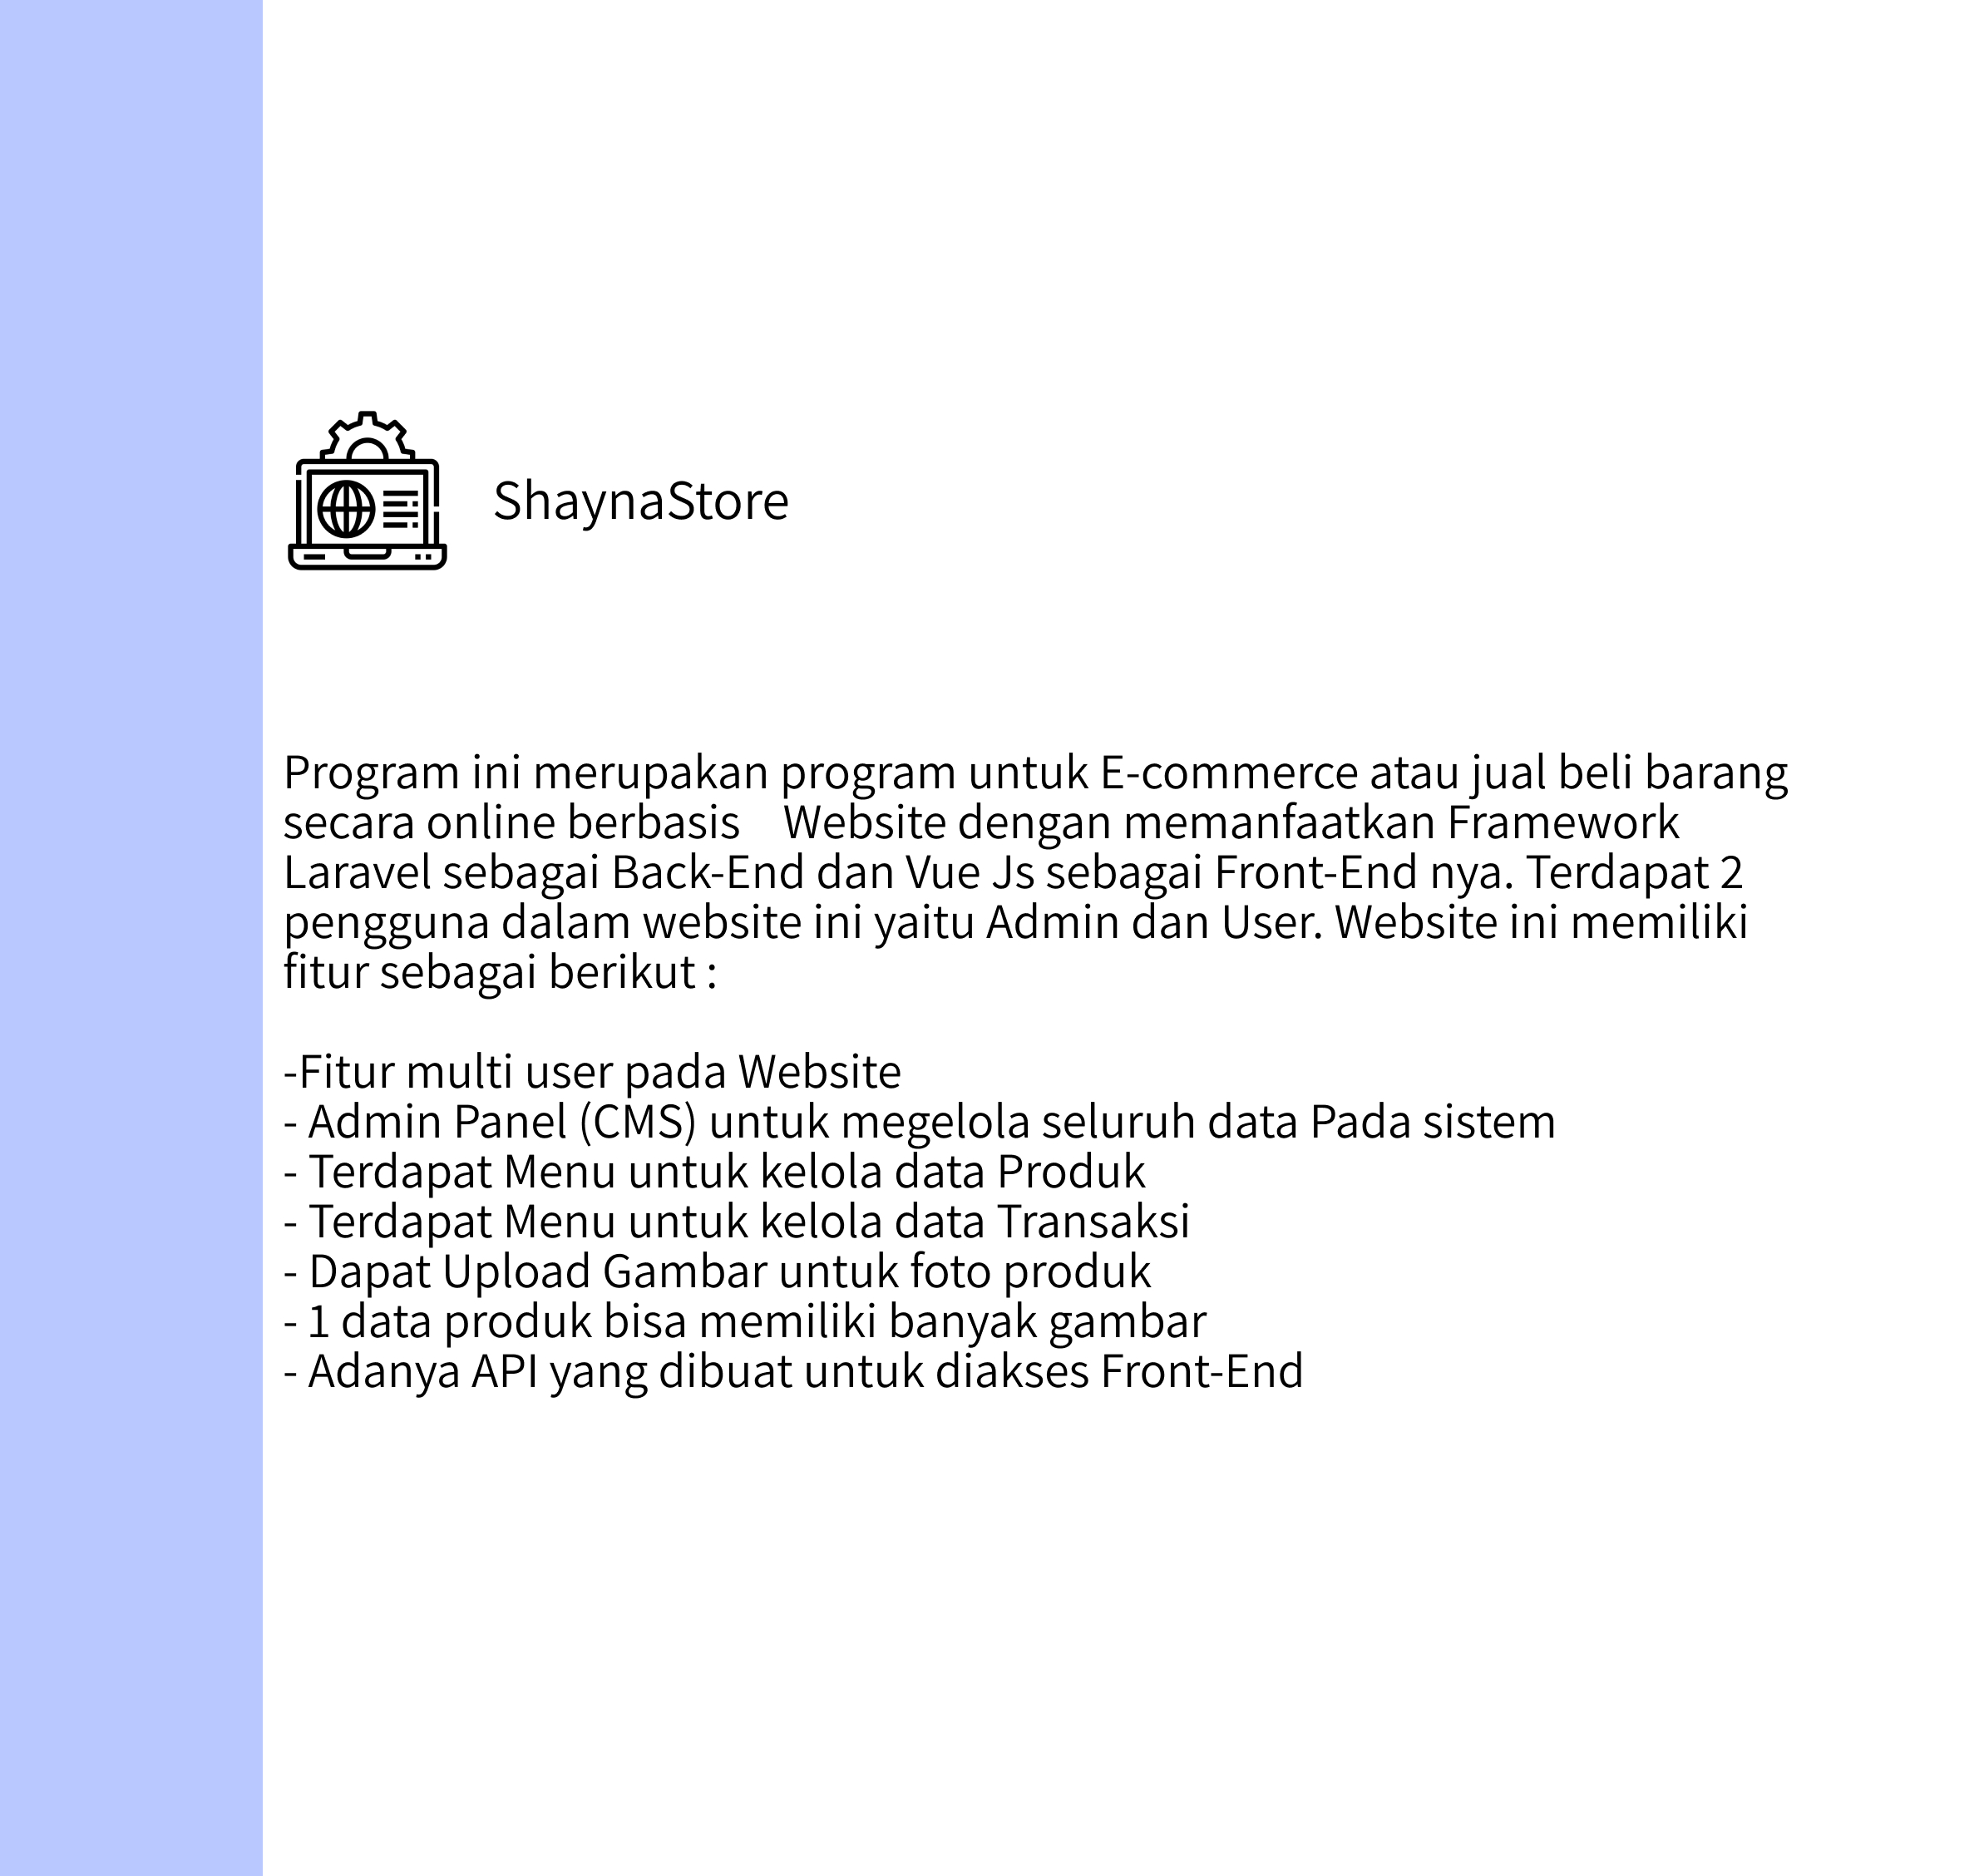 ShaynaStore
Program ini merupakan program untuk E-commerce atau jual beli barang
secara online berbasis    Website dengan memanfaatkan Framework
Laravel sebagai Back-End dan Vue Js sebagai Front-End nya. Terdapat 2
pengguna dalam website ini yaitu Admin dan User. Website ini memiliki
fitur sebagai berikut :
-Fitur multi user pada Website
- Admin Panel (CMS) untuk megelola seluruh data Pada sistem
- Terdapat Menu untuk kelola data Produk
- Terdapat Menu untuk kelola data Transaksi
- Dapat Upload Gambar untuk foto produk
- 1 data produk bisa memiliki banyak gambar
- Adanya API yang dibuat untuk diakses Front-End